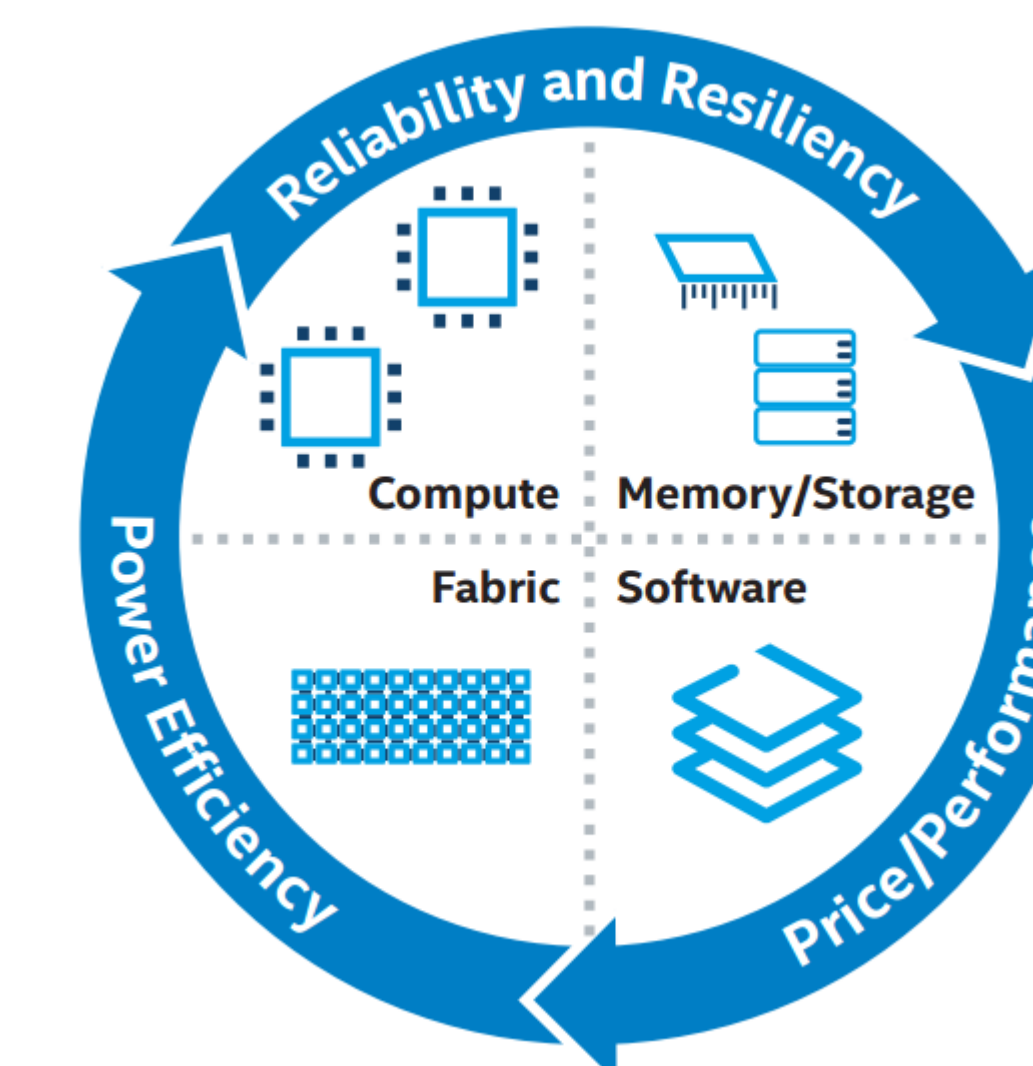 Reliability and Resiliency
Compute
Memory/Storage
Fabric
Software
Power Efficiency